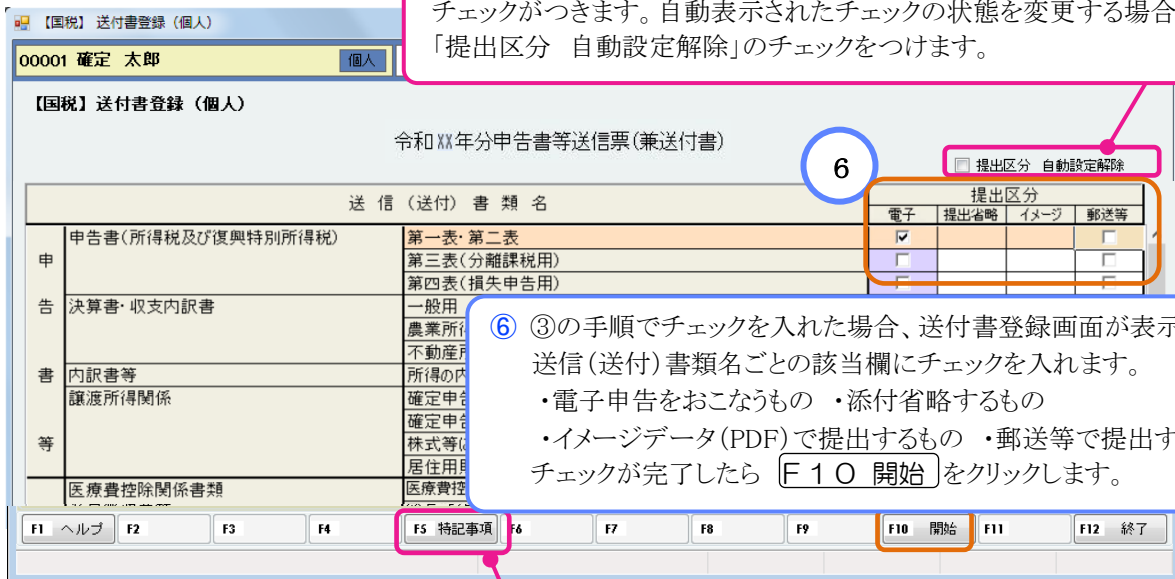 チェックがつきます。自動表示されたチェックの状態を変更する場合
「提出区分　自動設定解除」のチェックをつけます。
【国税】 送付書登録（個人）
00001 確定 太郎 個人
【国税】送付書登録（個人）
令和XX年分申告書等送信票(兼送付書)
6
提出区分 自動設定解除
送 信 （送付） 書 類 名
提出区分
電子 提出省略 イメージ 郵送等
申告書等
申告書(所得税及び復興特別所得税) 第一表・第二表
第三表(分離課税用)
第四表(損失申告用)
決算書・収支内訳書 一般用
農業所
不動産
内訳書等 所得の内
譲渡所得関係 確定申
確定申
株式等
居住用
医療費控除関係書類 医療費控
⑥ ③の手順でチェックを入れた場合、送付書登録画面が表示
送信(送付)書類名ごとの該当欄にチェックを入れます。
・電子申告をおこなうもの ・添付省略するもの
・イメージデータ(PDF)で提出するもの ・郵送等で提出す
チェックが完了したら F10 開始 をクリックします。
F1 ヘルプ F2 F3 F4 F5 特記事項 F6 F7 F8 F9 F10 開始 F11 F12 終了